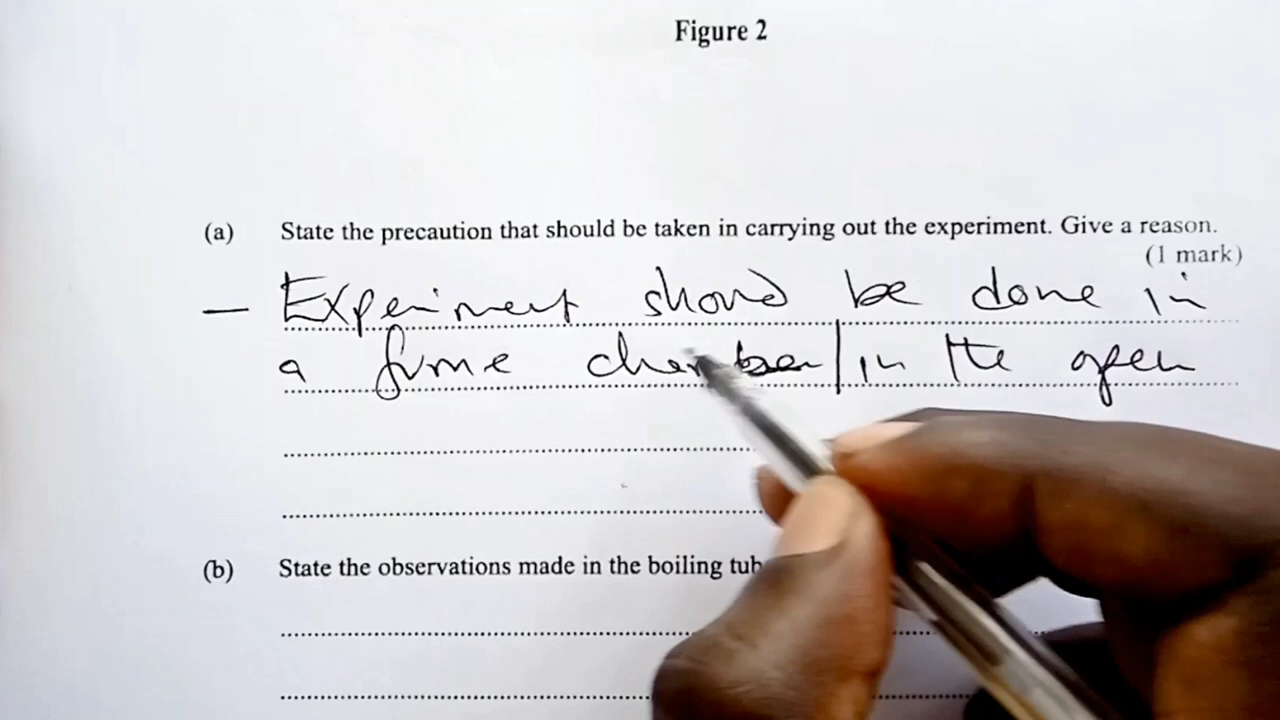 Figure 2
(a) State the precaution that should be taken in carrying out the experiment. Give a reason.
(1 mark)
— Experiment should be done in
a fume chamber/in the open
(b) State the observations made in the boiling tub